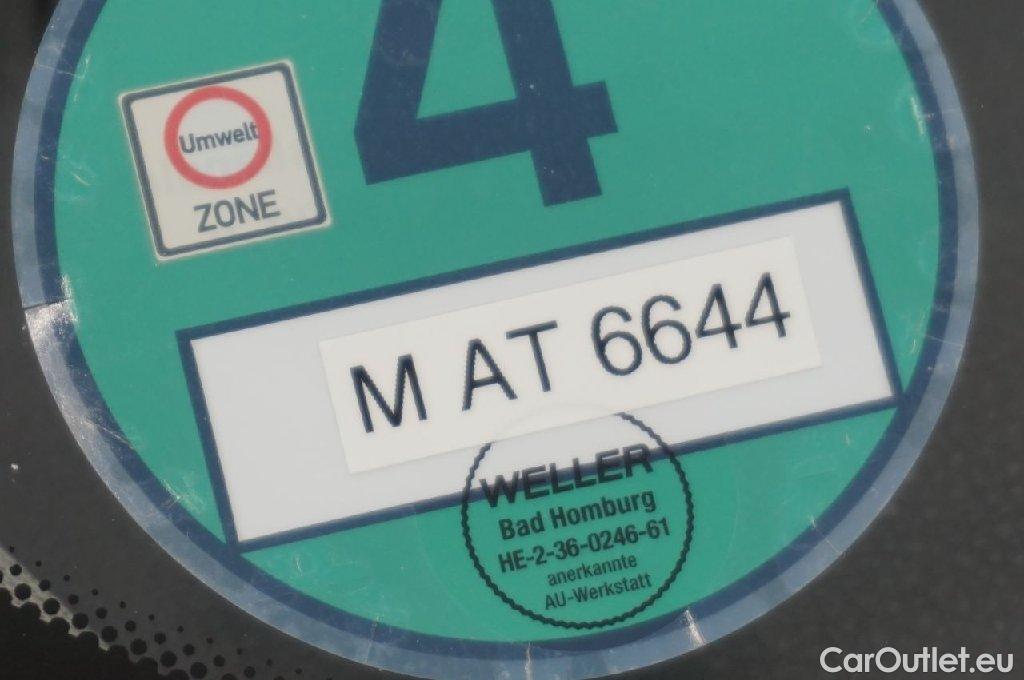 4
Umwelt
ZONE
M AT 6644
WELLER
Bad Homburg
HE-2-36-0246-61
anerkannte
AU-Werkstatt
CarOutlet.eu